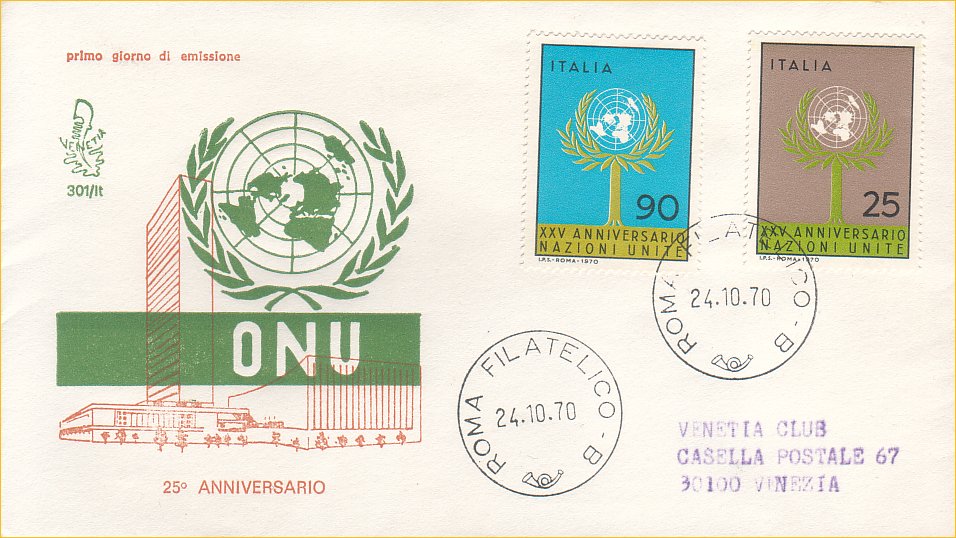 primo giorno di emissione
VENETIA
301/It
ONU
25º ANNIVERSARIO
ITALIA
90
XXV ANNIVERSARIO
NAZIONI UNITE
I.P.S.-ROMA-1970
ITALIA
25
XXV ANNIVERSARIO
NAZIONI UNITE
I.P.S.-ROMA-1970
ROMA FILATELICO - B
24.10.70
ROMA FILATELICO - B
24.10.70
VENETIA CLUB
CASELLA POSTALE 67
30100 VINEZIA